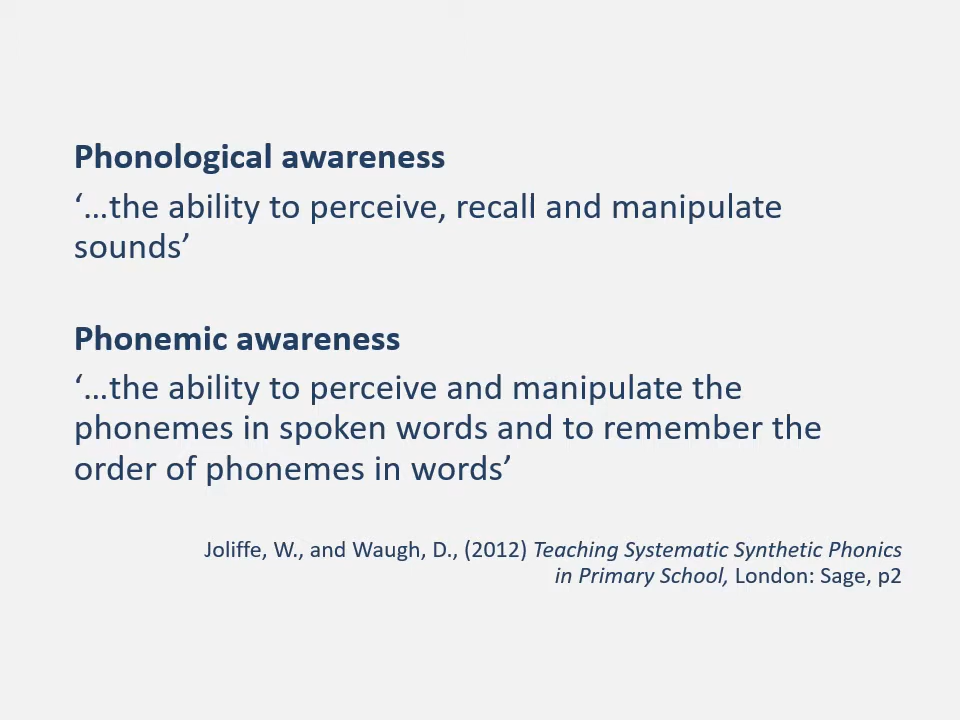 Phonological awareness
‘…the ability to perceive, recall and manipulate
sounds’
Phonemic awareness
‘…the ability to perceive and manipulate the
phonemes in spoken words and to remember the
order of phonemes in words’
Joliffe, W., and Waugh, D., (2012) Teaching Systematic Synthetic Phonics
in Primary School, London: Sage, p2